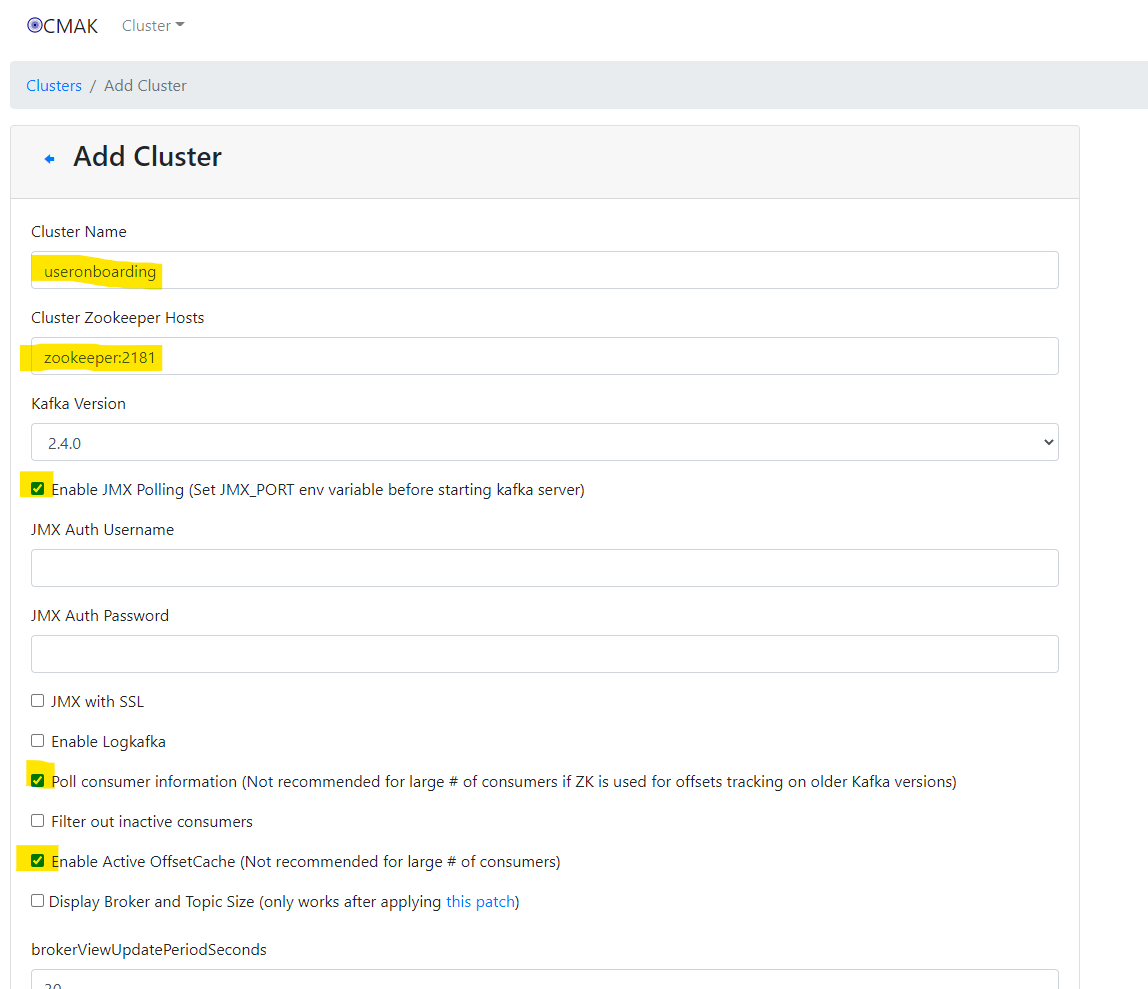 CMAK Cluster
Clusters / Add Cluster
Add Cluster
Cluster Name
useronboarding
Cluster Zookeeper Hosts
zookeeper:2181
Kafka Version
2.4.0
Enable JMX Polling (Set JMX_PORT env variable before starting kafka server)
JMX Auth Username
JMX Auth Password
JMX with SSL
Enable Logkafka
Poll consumer information (Not recommended for large # of consumers if ZK is used for offsets tracking on older Kafka versions)
Filter out inactive consumers
Enable Active OffsetCache (Not recommended for large # of consumers)
Display Broker and Topic Size (only works after applying this patch)
brokerViewUpdatePeriodSeconds
30